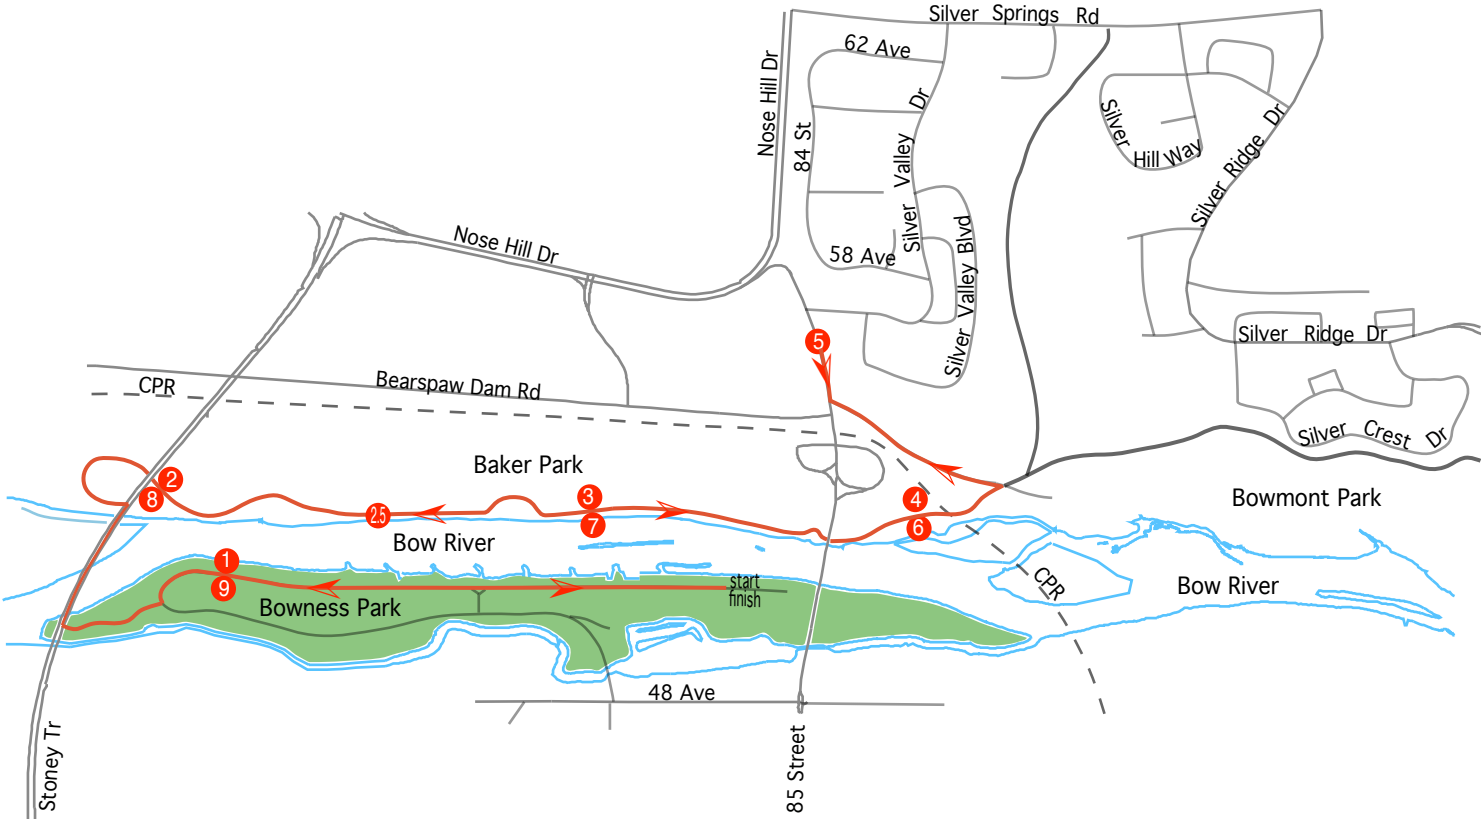 Silver Springs Rd
62 Ave
Nose Hill Dr
84 St
Silver Valley Dr
Silver Hill Way
Silver Ridge Dr
Nose Hill Dr
58 Ave
Silver Valley Blvd
Silver Ridge Dr
5
CPR
Bearspaw Dam Rd
Silver Crest Dr
Baker Park
2
8
3
4
Bowmont Park
25
7
6
Bow River
1
9
start
finish
CPR
Bow River
Bowness Park
48 Ave
Stoney Tr
85 Street